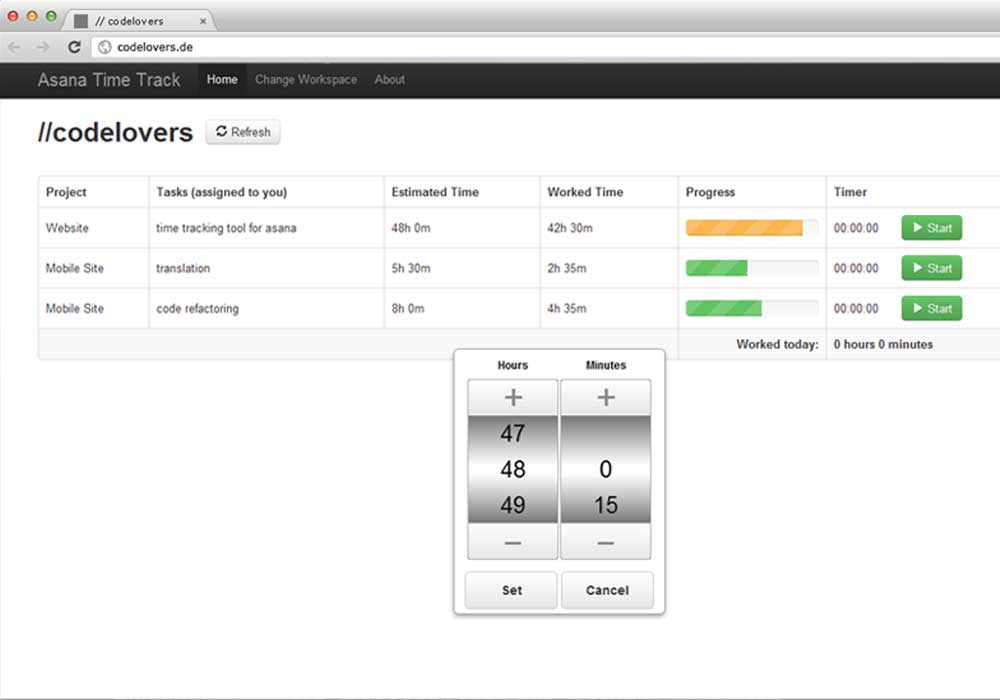 // codelovers ×
codelovers.de
Asana Time Track Home Change Workspace About
//codelovers Refresh
Project Tasks (assigned to you) Estimated Time Worked Time Progress Timer
Website time tracking tool for asana 48h 0m 42h 30m 00:00:00 Start
Mobile Site translation 5h 30m 2h 35m 00:00:00 Start
Mobile Site code refactoring 8h 0m 4h 35m 00:00:00 Start
Worked today: 0 hours 0 minutes
Hours Minutes
+ +
47
48 0
49 15
− −
Set Cancel